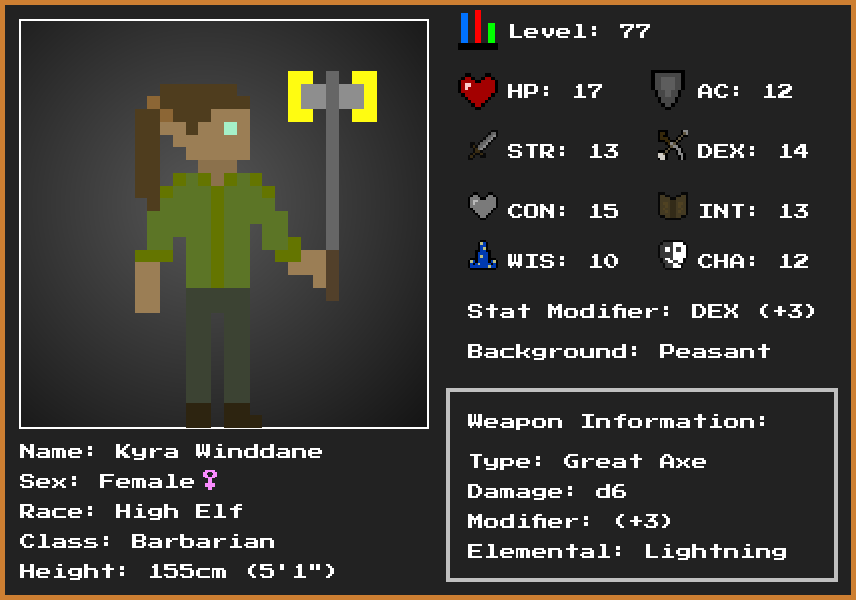 Level: 77
HP: 17 AC: 12
STR: 13 DEX: 14
CON: 15 INT: 13
WIS: 10 CHA: 12
Stat Modifier: DEX (+3)
Background: Peasant
Weapon Information:
Type: Great Axe
Damage: d6
Modifier: (+3)
Elemental: Lightning
Name: Kyra Winddane
Sex: Female♀
Race: High Elf
Class: Barbarian
Height: 155cm (5'1")